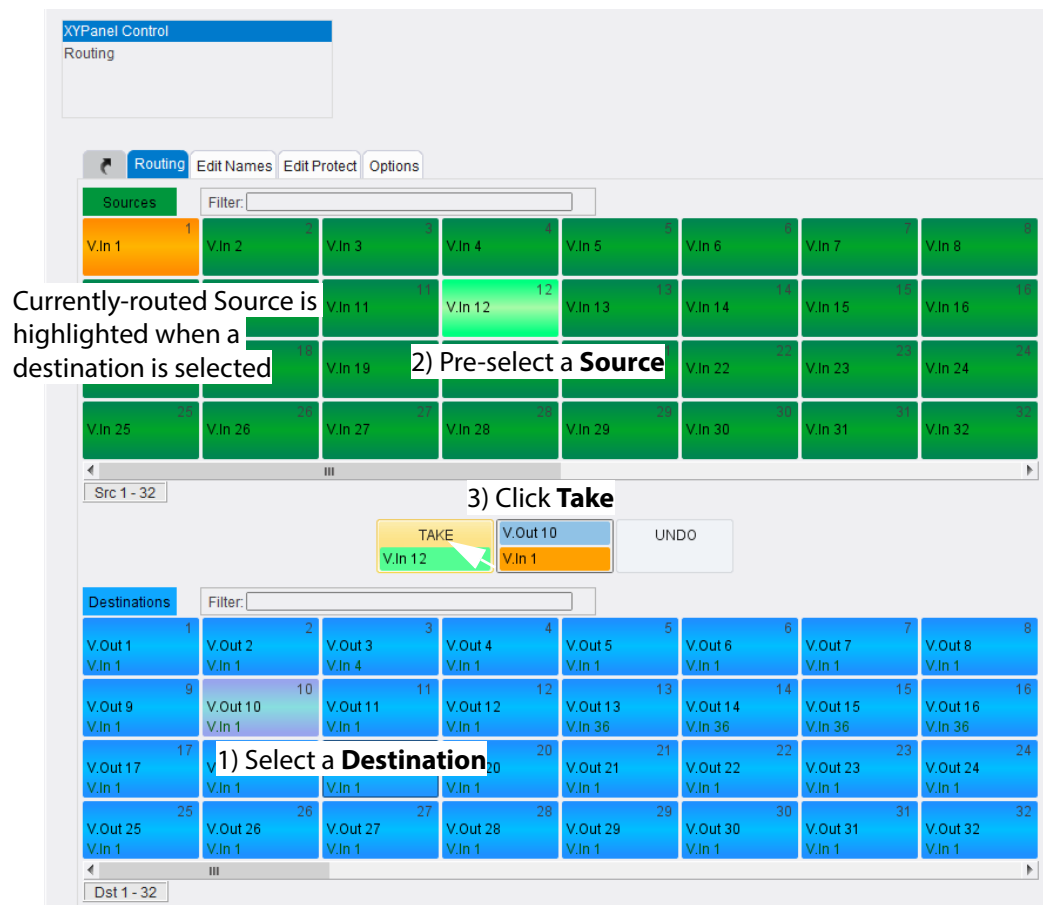 XYPanel Control
Routing
Routing Edit Names Edit Protect Options
Sources Filter:
1 2 3 4 5 6 7 8
V.In 1 V.In 2 V.In 3 V.In 4 V.In 5 V.In 6 V.In 7 V.In 8
11 12 13 14 15 16
V.In 11 V.In 12 V.In 13 V.In 14 V.In 15 V.In 16
Currently-routed Source is
highlighted when a
destination is selected
18 22 23 24
V.In 19 V.In 22 V.In 23 V.In 24
2) Pre-select a Source
25 26 27 28 29 30 31 32
V.In 25 V.In 26 V.In 27 V.In 28 V.In 29 V.In 30 V.In 31 V.In 32
Src 1 - 32
3) Click Take
TAKE V.Out 10 UNDO
V.In 12 V.In 1
Destinations Filter:
1 2 3 4 5 6 7 8
V.Out 1 V.Out 2 V.Out 3 V.Out 4 V.Out 5 V.Out 6 V.Out 7 V.Out 8
V.In 1 V.In 1 V.In 4 V.In 1 V.In 1 V.In 1 V.In 1 V.In 1
9 10 11 12 13 14 15 16
V.Out 9 V.Out 10 V.Out 11 V.Out 12 V.Out 13 V.Out 14 V.Out 15 V.Out 16
V.In 1 V.In 1 V.In 1 V.In 1 V.In 36 V.In 36 V.In 36 V.In 36
17 20 21 22 23 24
1) Select a Destination
V.Out 17 20 V.Out 21 V.Out 22 V.Out 23 V.Out 24
V.In 1 V.In 1 V.In 1 V.In 1 V.In 1 V.In 1 V.In 1 V.In 1
25 26 27 28 29 30 31 32
V.Out 25 V.Out 26 V.Out 27 V.Out 28 V.Out 29 V.Out 30 V.Out 31 V.Out 32
V.In 1 V.In 1 V.In 1 V.In 1 V.In 1 V.In 1 V.In 1 V.In 1
Dst 1 - 32